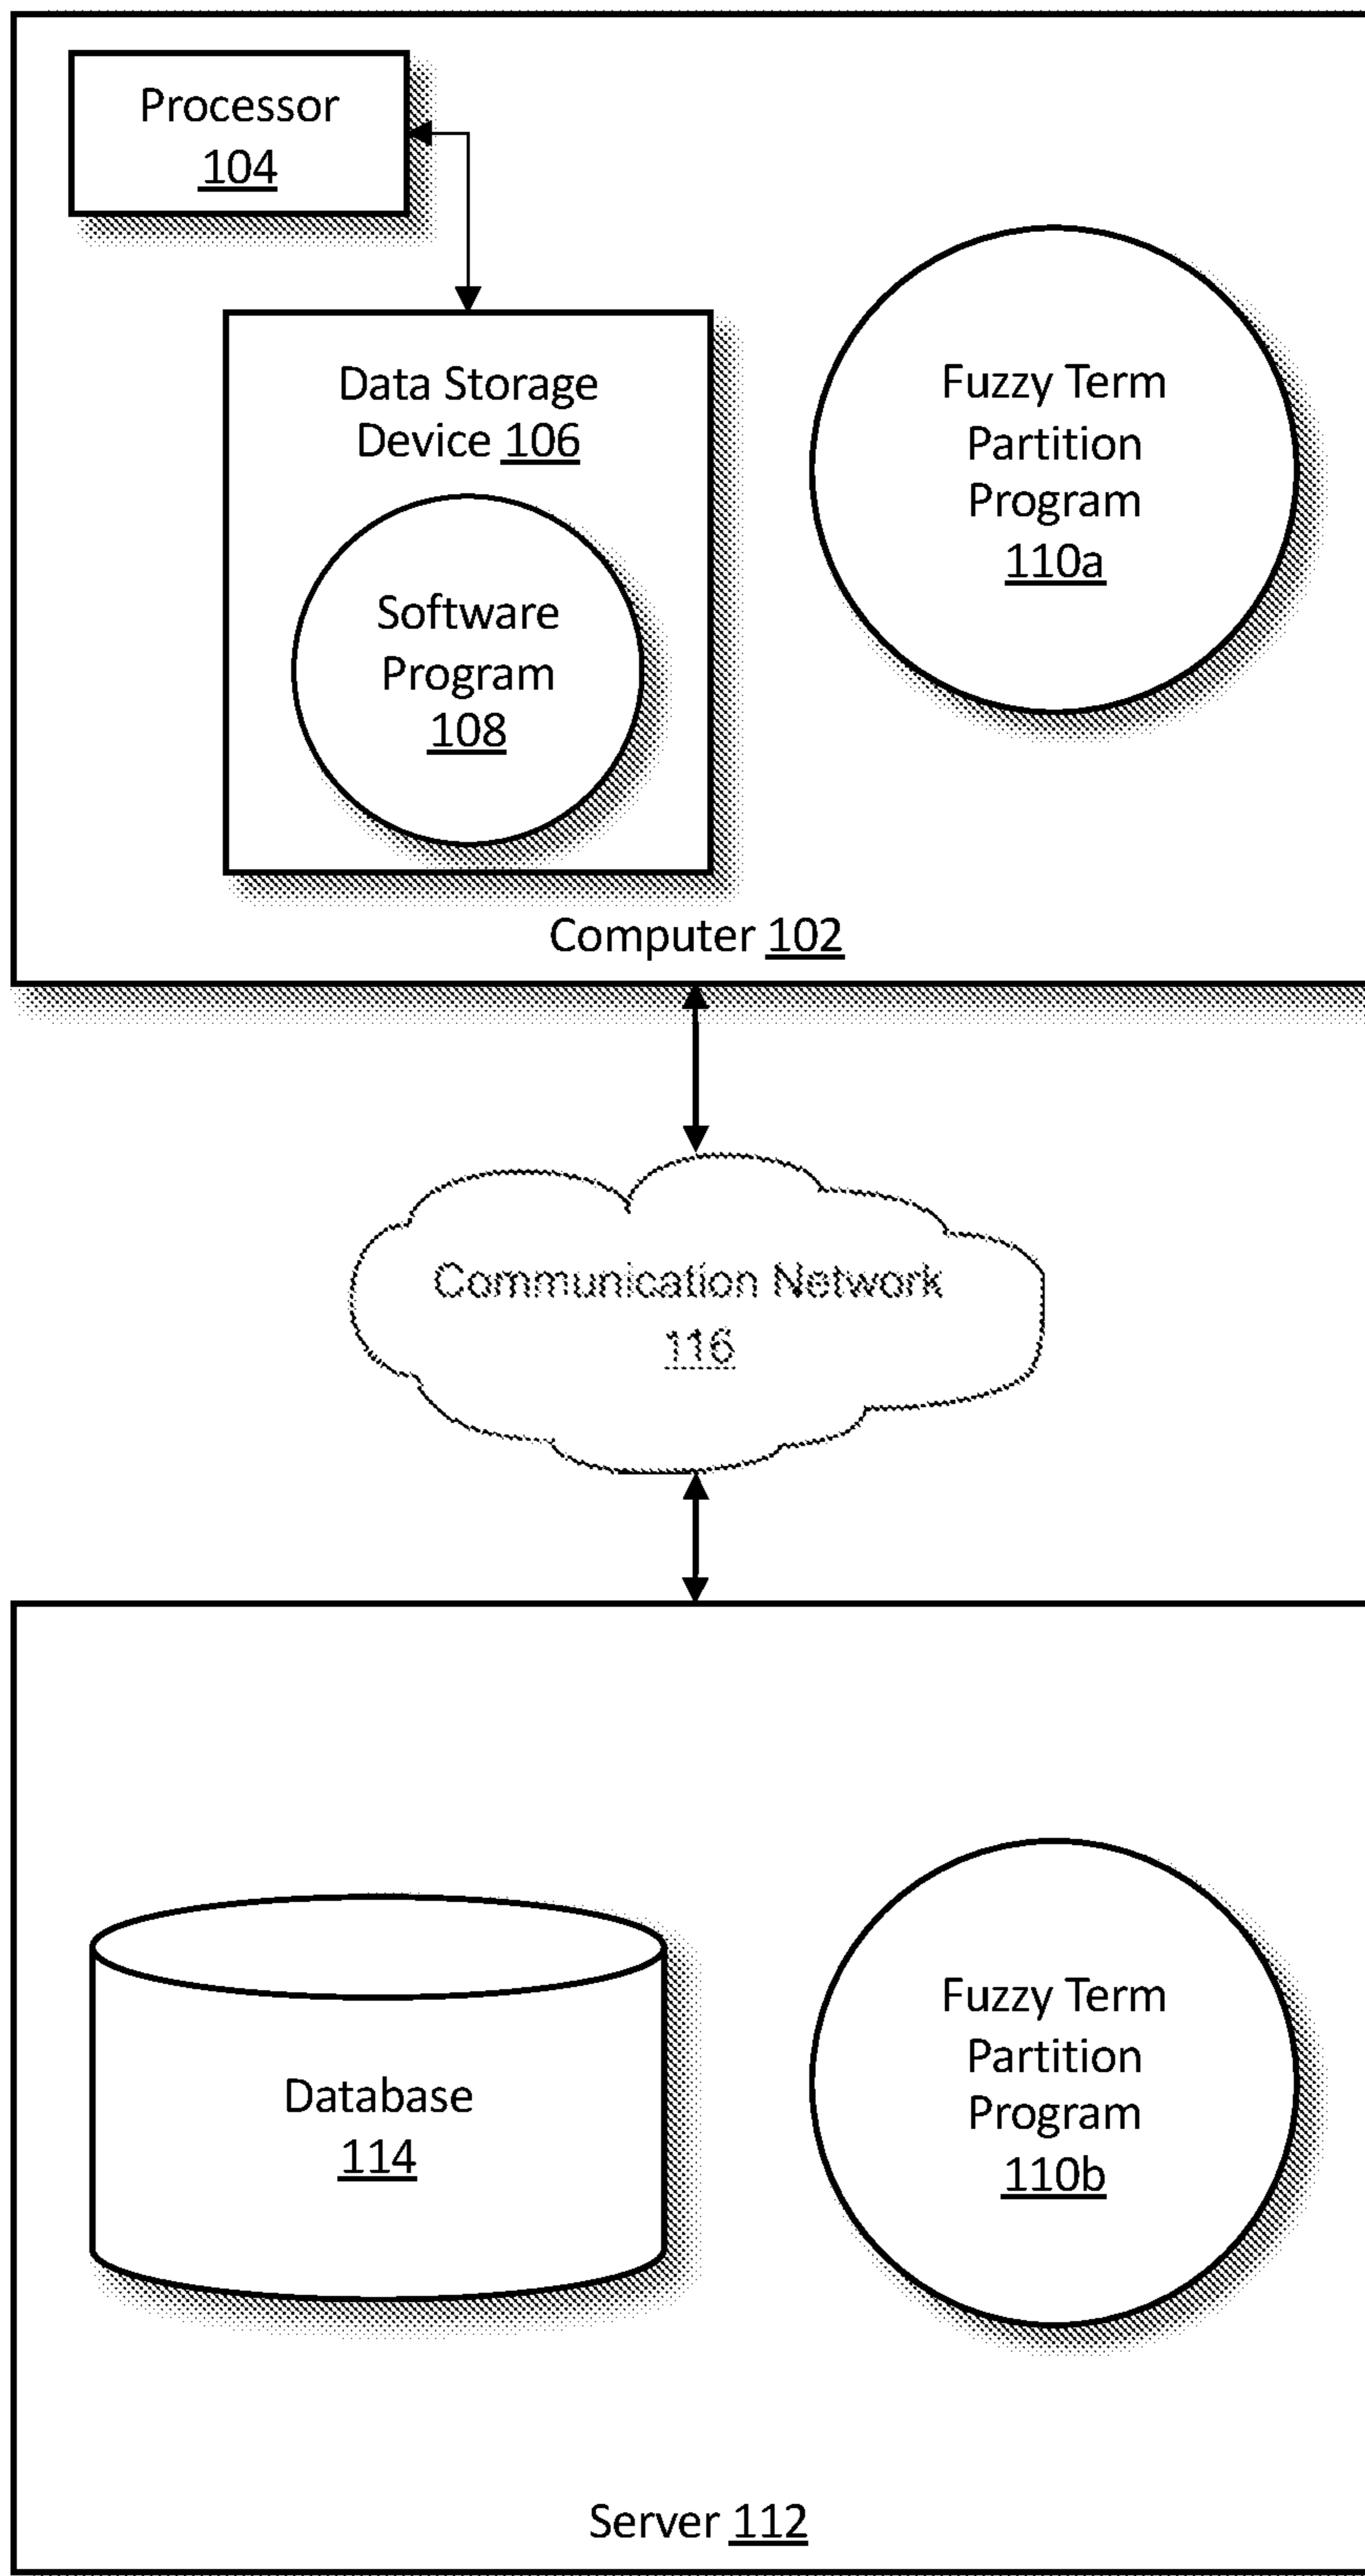 Processor
104
Data Storage
Device 106
Software
Program
108
Fuzzy Term
Partition
Program
110a
Computer 102
Communication Network
116
Database
114
Fuzzy Term
Partition
Program
110b
Server 112